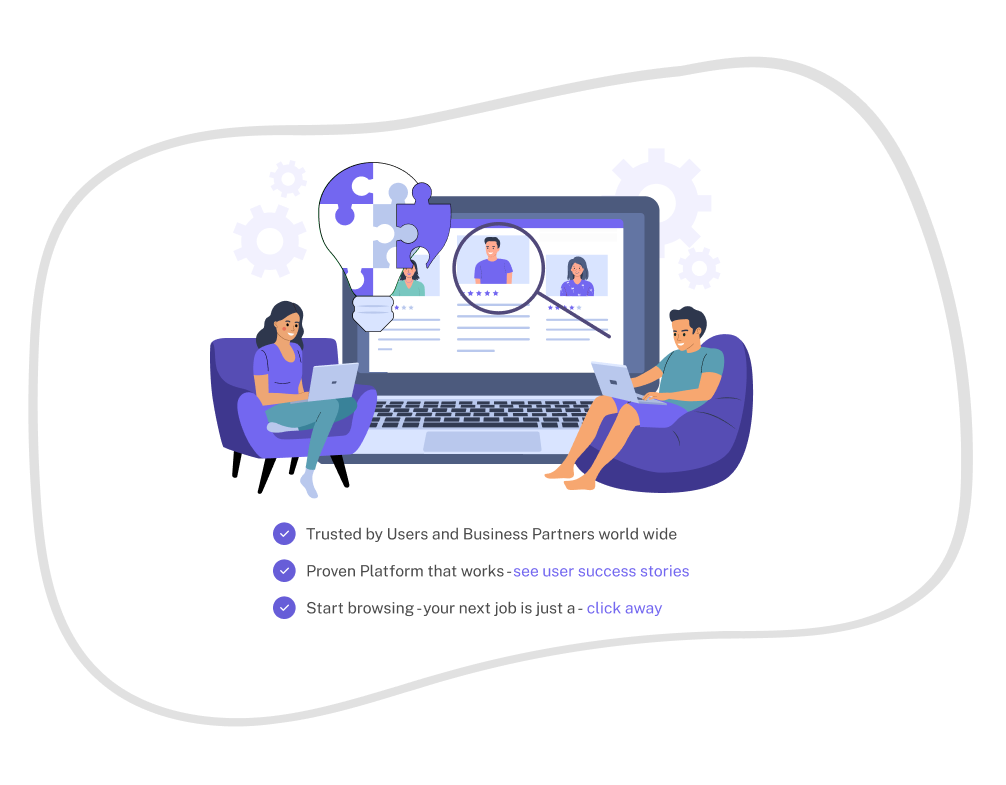 Trusted by Users and Business Partners world wide
Proven Platform that works - see user success stories
Start browsing - your next job is just a - click away